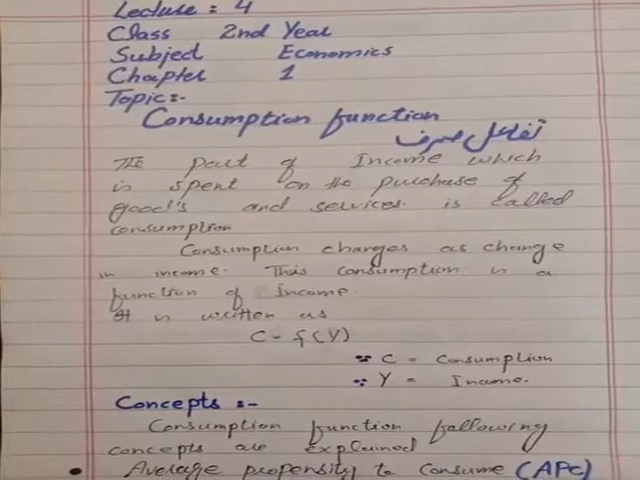 Lecture : 4
Class 2nd Year
Subject Economics
Chapter 1
Topic:-
Consumption function
تفاعل صرف
The part of Income which
is spent on the purchase of
good's and services. is called
consumption
Consumption changes as change
in income. Thus consumption is a
function of Income.
It is written as
C = f(Y)
∵ C = Consumption
∵ Y = Income.
Concepts :-
Consumption function following
concepts are explained
• Average propensity to Consume (APC)